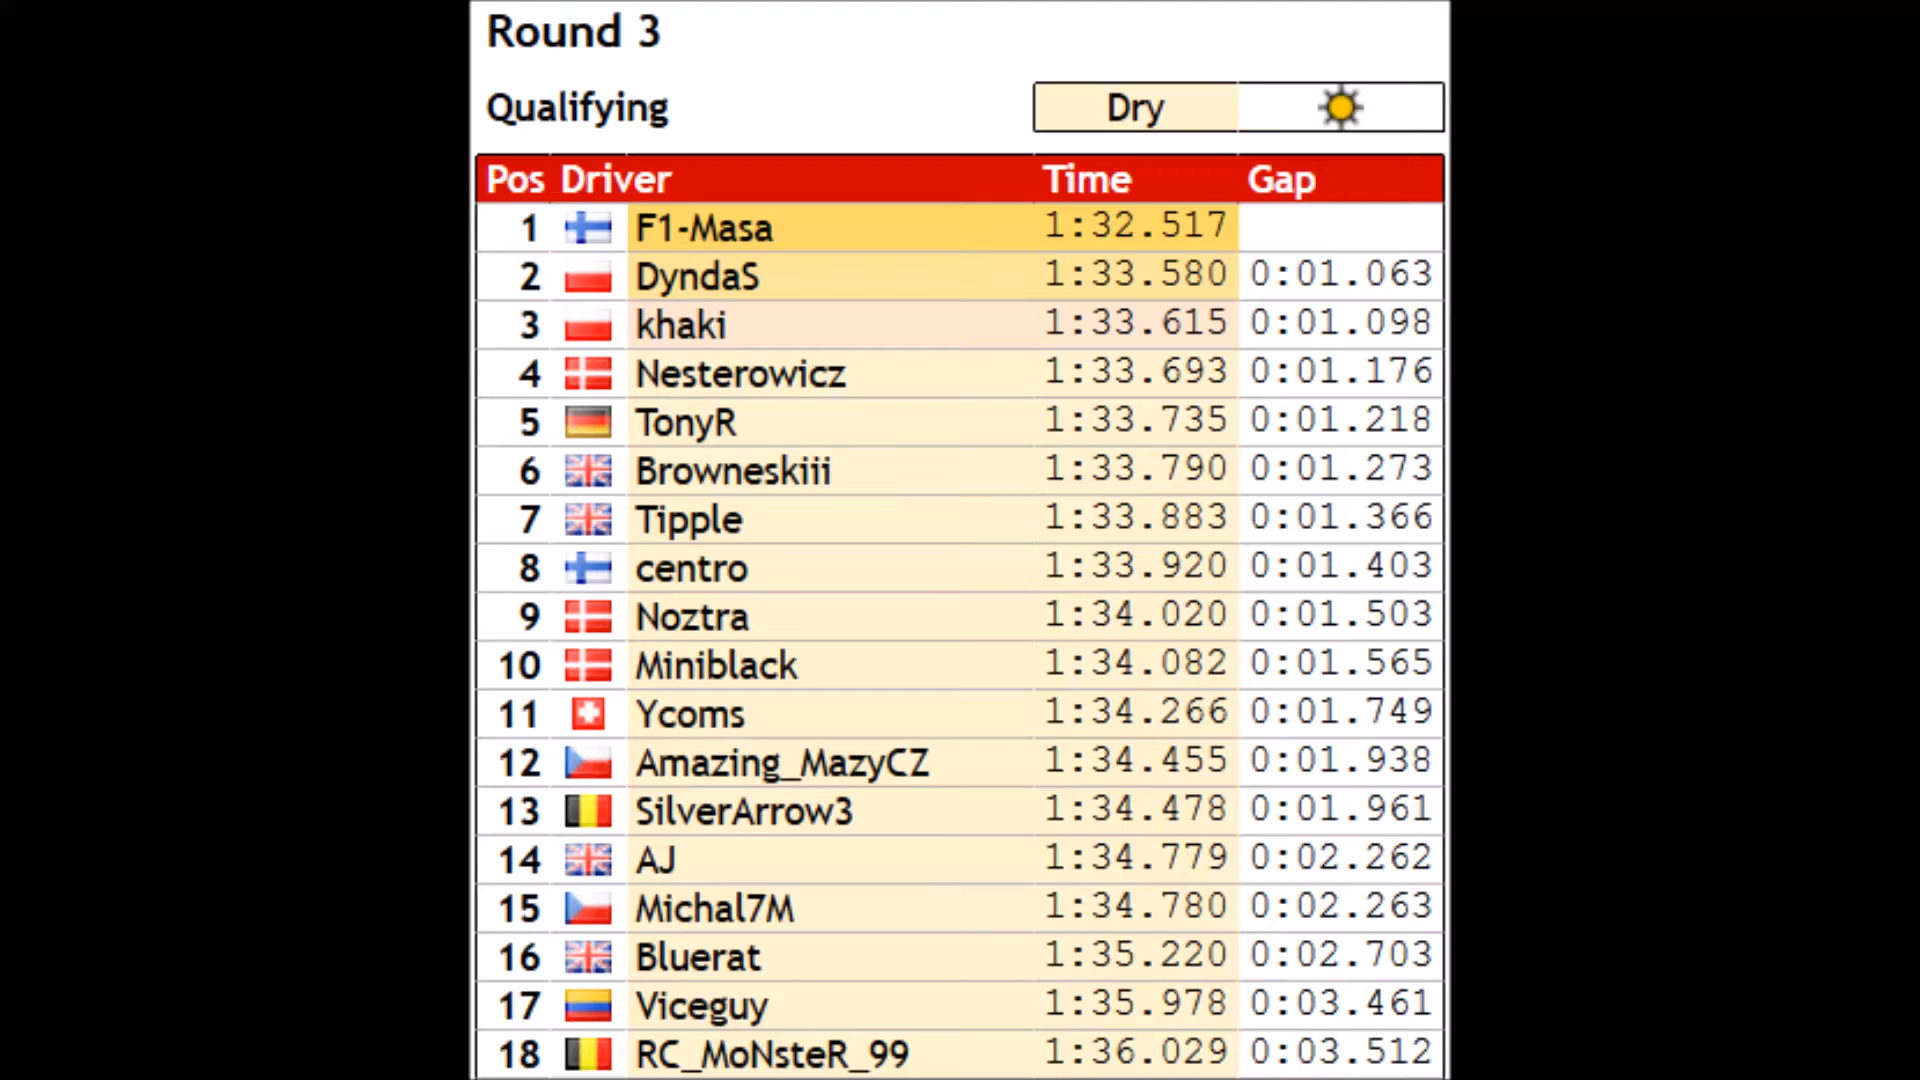 Round 3
Qualifying Dry
Pos Driver Time Gap
1 F1-Masa 1:32.517
2 DyndaS 1:33.580 0:01.063
3 khaki 1:33.615 0:01.098
4 Nesterowicz 1:33.693 0:01.176
5 TonyR 1:33.735 0:01.218
6 Browneskiii 1:33.790 0:01.273
7 Tipple 1:33.883 0:01.366
8 centro 1:33.920 0:01.403
9 Noztra 1:34.020 0:01.503
10 Miniblack 1:34.082 0:01.565
11 Ycoms 1:34.266 0:01.749
12 Amazing_MazyCZ 1:34.455 0:01.938
13 SilverArrow3 1:34.478 0:01.961
14 AJ 1:34.779 0:02.262
15 Michal7M 1:34.780 0:02.263
16 Bluerat 1:35.220 0:02.703
17 Viceguy 1:35.978 0:03.461
18 RC_MoNsteR_99 1:36.029 0:03.512